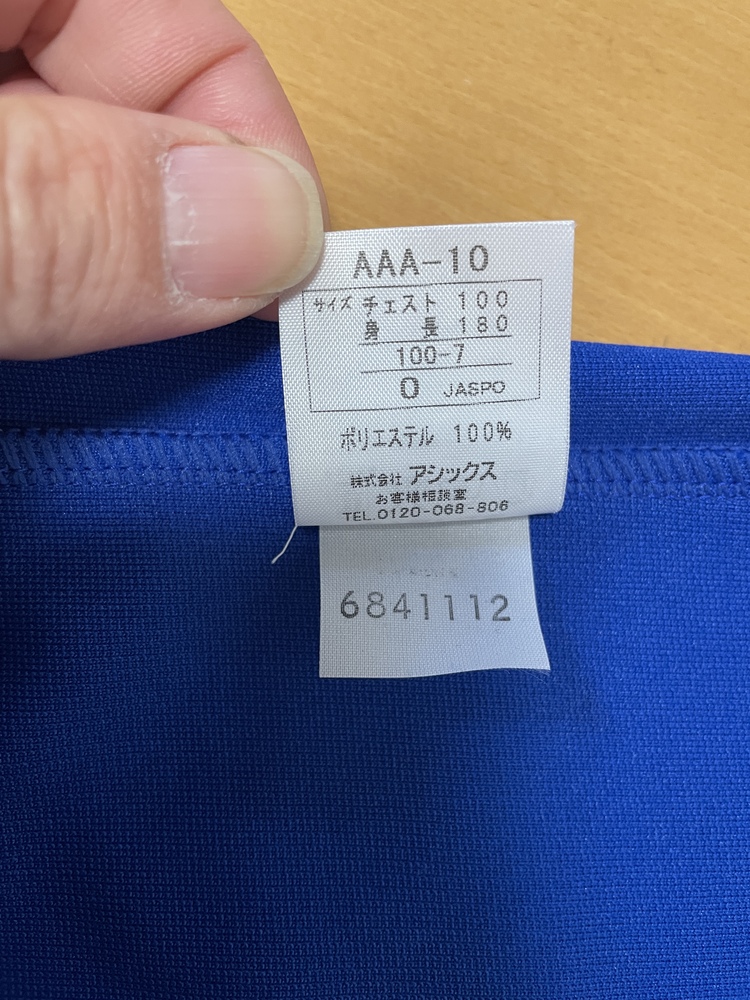 AAA-10
サイズ チェスト 100
身長 180
100-7
O JASPO
ポリエステル 100%
株式会社 アシックス
お客様相談室
TEL.0120-068-806
6841112